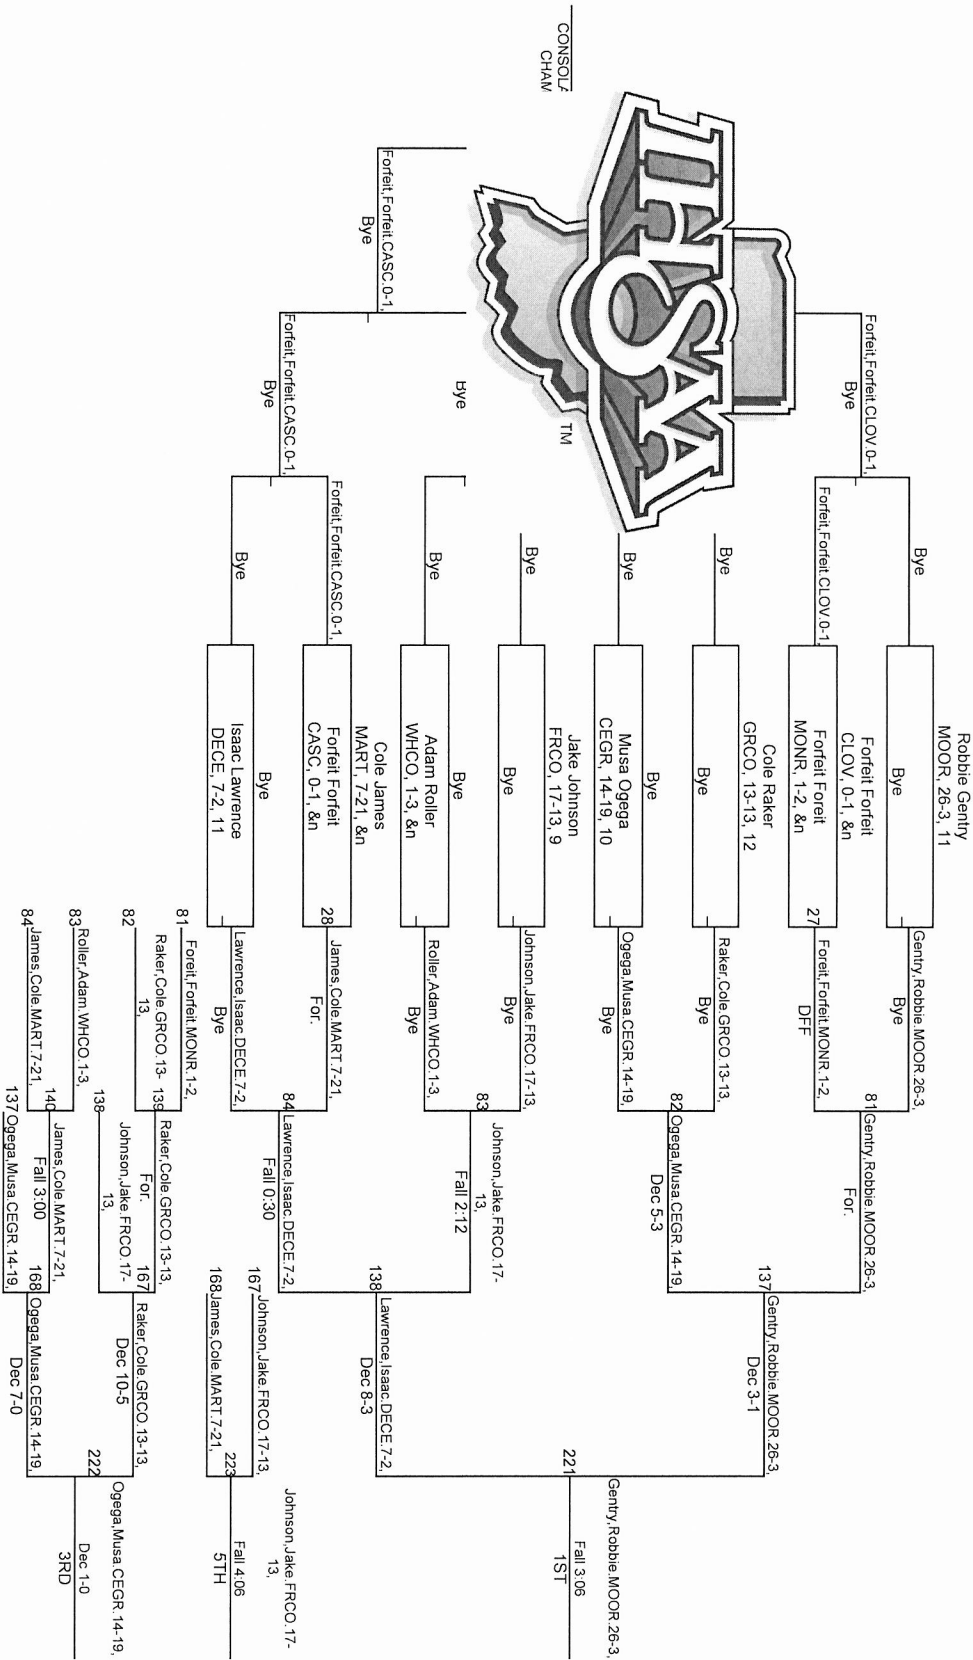 CONSOLA
CHAM
IHSAA
TM
Forfeit,Forfeit.CASC.0-1,
Bye
Forfeit,Forfeit.CLOV.0-1,
Bye
Bye
Forfeit,Forfeit.CASC.0-1,
Bye
Bye
Forfeit,Forfeit.CLOV.0-1,
Bye
Bye
Bye
Bye
Forfeit,Forfeit.CASC.0-1,
Bye
Robbie Gentry
MOOR, 26-3, 11
Bye
Forfeit Forfeit
CLOV, 0-1, &n
Forfeit Foreit
MONR, 1-2, &n
27
Cole Raker
GRCO, 13-13, 12
Bye
Musa Ogega
CEGR, 14-19, 10
Bye
Jake Johnson
FRCO, 17-13, 9
Bye
Adam Roller
WHCO, 1-3, &n
Bye
Cole James
MART, 7-21, &n
Forfeit Forfeit
CASC, 0-1, &n
28
Bye
Isaac Lawrence
DECE, 7-2, 11
Gentry,Robbie.MOOR.26-3,
Bye
Foreit,Forfeit.MONR.1-2,
DFF
Raker,Cole.GRCO.13-13,
Bye
Ogega,Musa.CEGR.14-19,
Bye
Johnson,Jake.FRCO.17-13,
Bye
Roller,Adam.WHCO.1-3,
Bye
James,Cole.MART.7-21,
For.
Lawrence,Isaac.DECE.7-2,
Bye
81 Gentry,Robbie.MOOR.26-3,
For.
82 Ogega,Musa.CEGR.14-19,
Dec 5-3
83 Johnson,Jake.FRCO.17-
13,
Fall 2:12
84 Lawrence,Isaac.DECE.7-2,
Fall 0:30
137 Gentry,Robbie.MOOR.26-3,
Dec 3-1
138 Lawrence,Isaac.DECE.7-2,
Dec 8-3
221 Gentry,Robbie.MOOR.26-3,
Fall 3:06
1ST
81 Foreit,Forfeit.MONR.1-2,
82 Raker,Cole.GRCO.13-
13,
83 Roller,Adam.WHCO.1-3,
84 James,Cole.MART.7-21,
139 Raker,Cole.GRCO.13-13,
For.
138 Johnson,Jake.FRCO.17-
13,
140 James,Cole.MART.7-21,
Fall 3:00
137 Ogega,Musa.CEGR.14-19,
167 Raker,Cole.GRCO.13-13,
Dec 10-5
168 Ogega,Musa.CEGR.14-19,
Dec 7-0
167 Johnson,Jake.FRCO.17-13,
168 James,Cole.MART.7-21,
223 Johnson,Jake.FRCO.17-
13,
Fall 4:06
5TH
222 Ogega,Musa.CEGR.14-19,
Dec 1-0
3RD